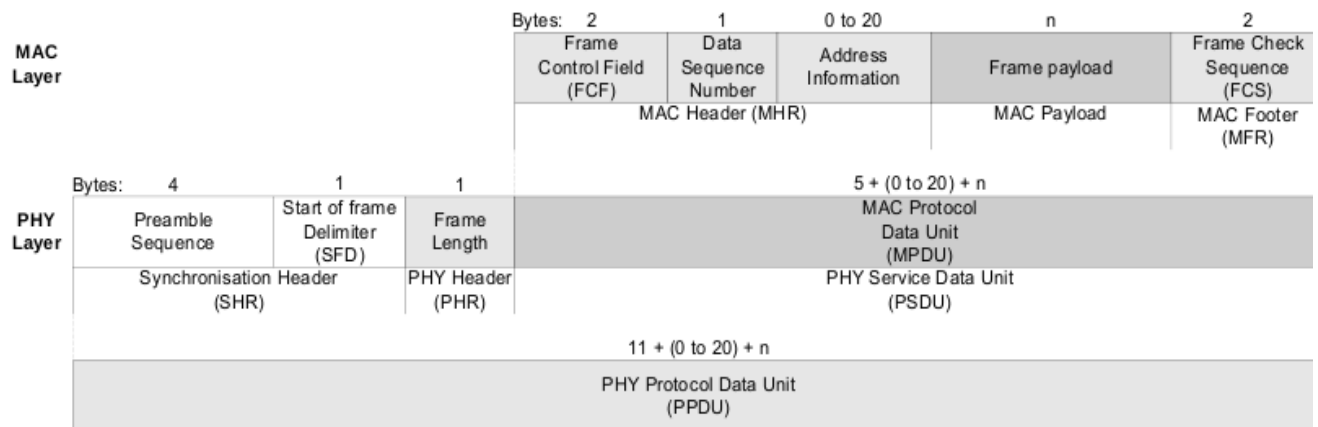 Bytes: 2 1 0 to 20 n 2
MAC
Layer
Frame
Control Field
(FCF)
Data
Sequence
Number
Address
Information
Frame payload
Frame Check
Sequence
(FCS)
MAC Header (MHR)
MAC Payload
MAC Footer
(MFR)
Bytes: 4 1 1 5 + (0 to 20) + n
PHY
Layer
Preamble
Sequence
Start of frame
Delimiter
(SFD)
Frame
Length
MAC Protocol
Data Unit
(MPDU)
Synchronisation Header
(SHR)
PHY Header
(PHR)
PHY Service Data Unit
(PSDU)
11 + (0 to 20) + n
PHY Protocol Data Unit
(PPDU)